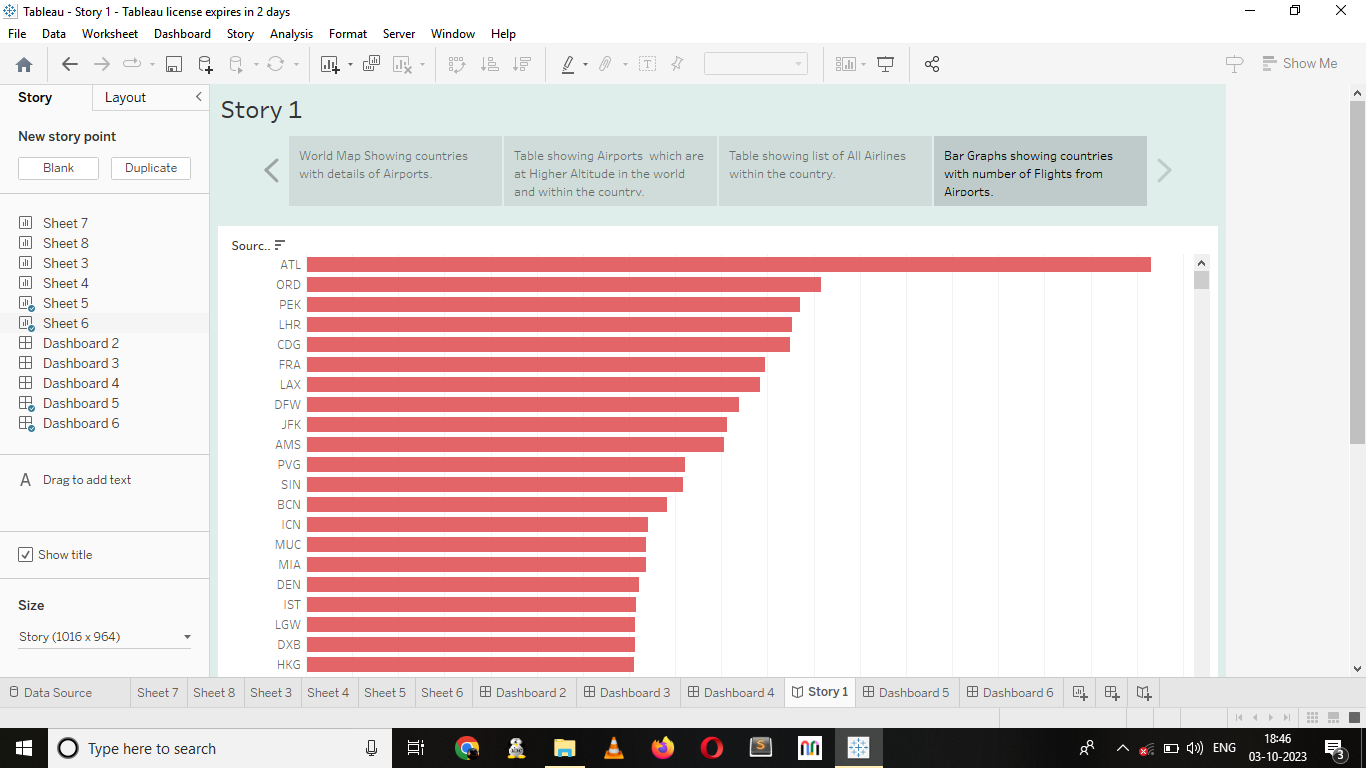 Tableau - Story 1 - Tableau license expires in 2 days
File Data Worksheet Dashboard Story Analysis Format Server Window Help
Show Me
Story Layout
New story point
Blank Duplicate
Sheet 7
Sheet 8
Sheet 3
Sheet 4
Sheet 5
Sheet 6
Dashboard 2
Dashboard 3
Dashboard 4
Dashboard 5
Dashboard 6
A Drag to add text
Show title
Size
Story (1016 x 964)
Story 1
World Map Showing countries
with details of Airports.
Table showing Airports which are
at Higher Altitude in the world
and within the country.
Table showing list of All Airlines
within the country.
Bar Graphs showing countries
with number of Flights from
Airports.
Sourc..
ATL
ORD
PEK
LHR
CDG
FRA
LAX
DFW
JFK
AMS
PVG
SIN
BCN
ICN
MUC
MIA
DEN
IST
LGW
DXB
HKG
Data Source Sheet 7 Sheet 8 Sheet 3 Sheet 4 Sheet 5 Sheet 6 Dashboard 2 Dashboard 3 Dashboard 4 Story 1 Dashboard 5 Dashboard 6
Type here to search
ENG
18:46
03-10-2023
3